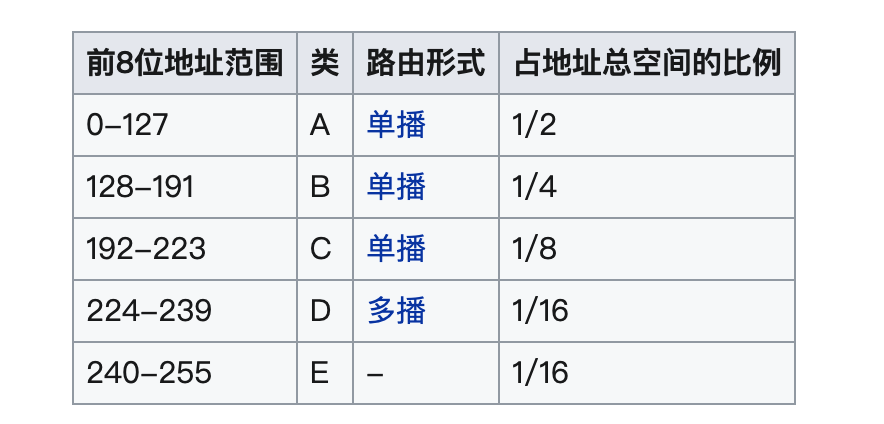 前8位地址范围 类 路由形式 占地址总空间的比例
0–127 A 单播 1/2
128–191 B 单播 1/4
192–223 C 单播 1/8
224–239 D 多播 1/16
240–255 E – 1/16